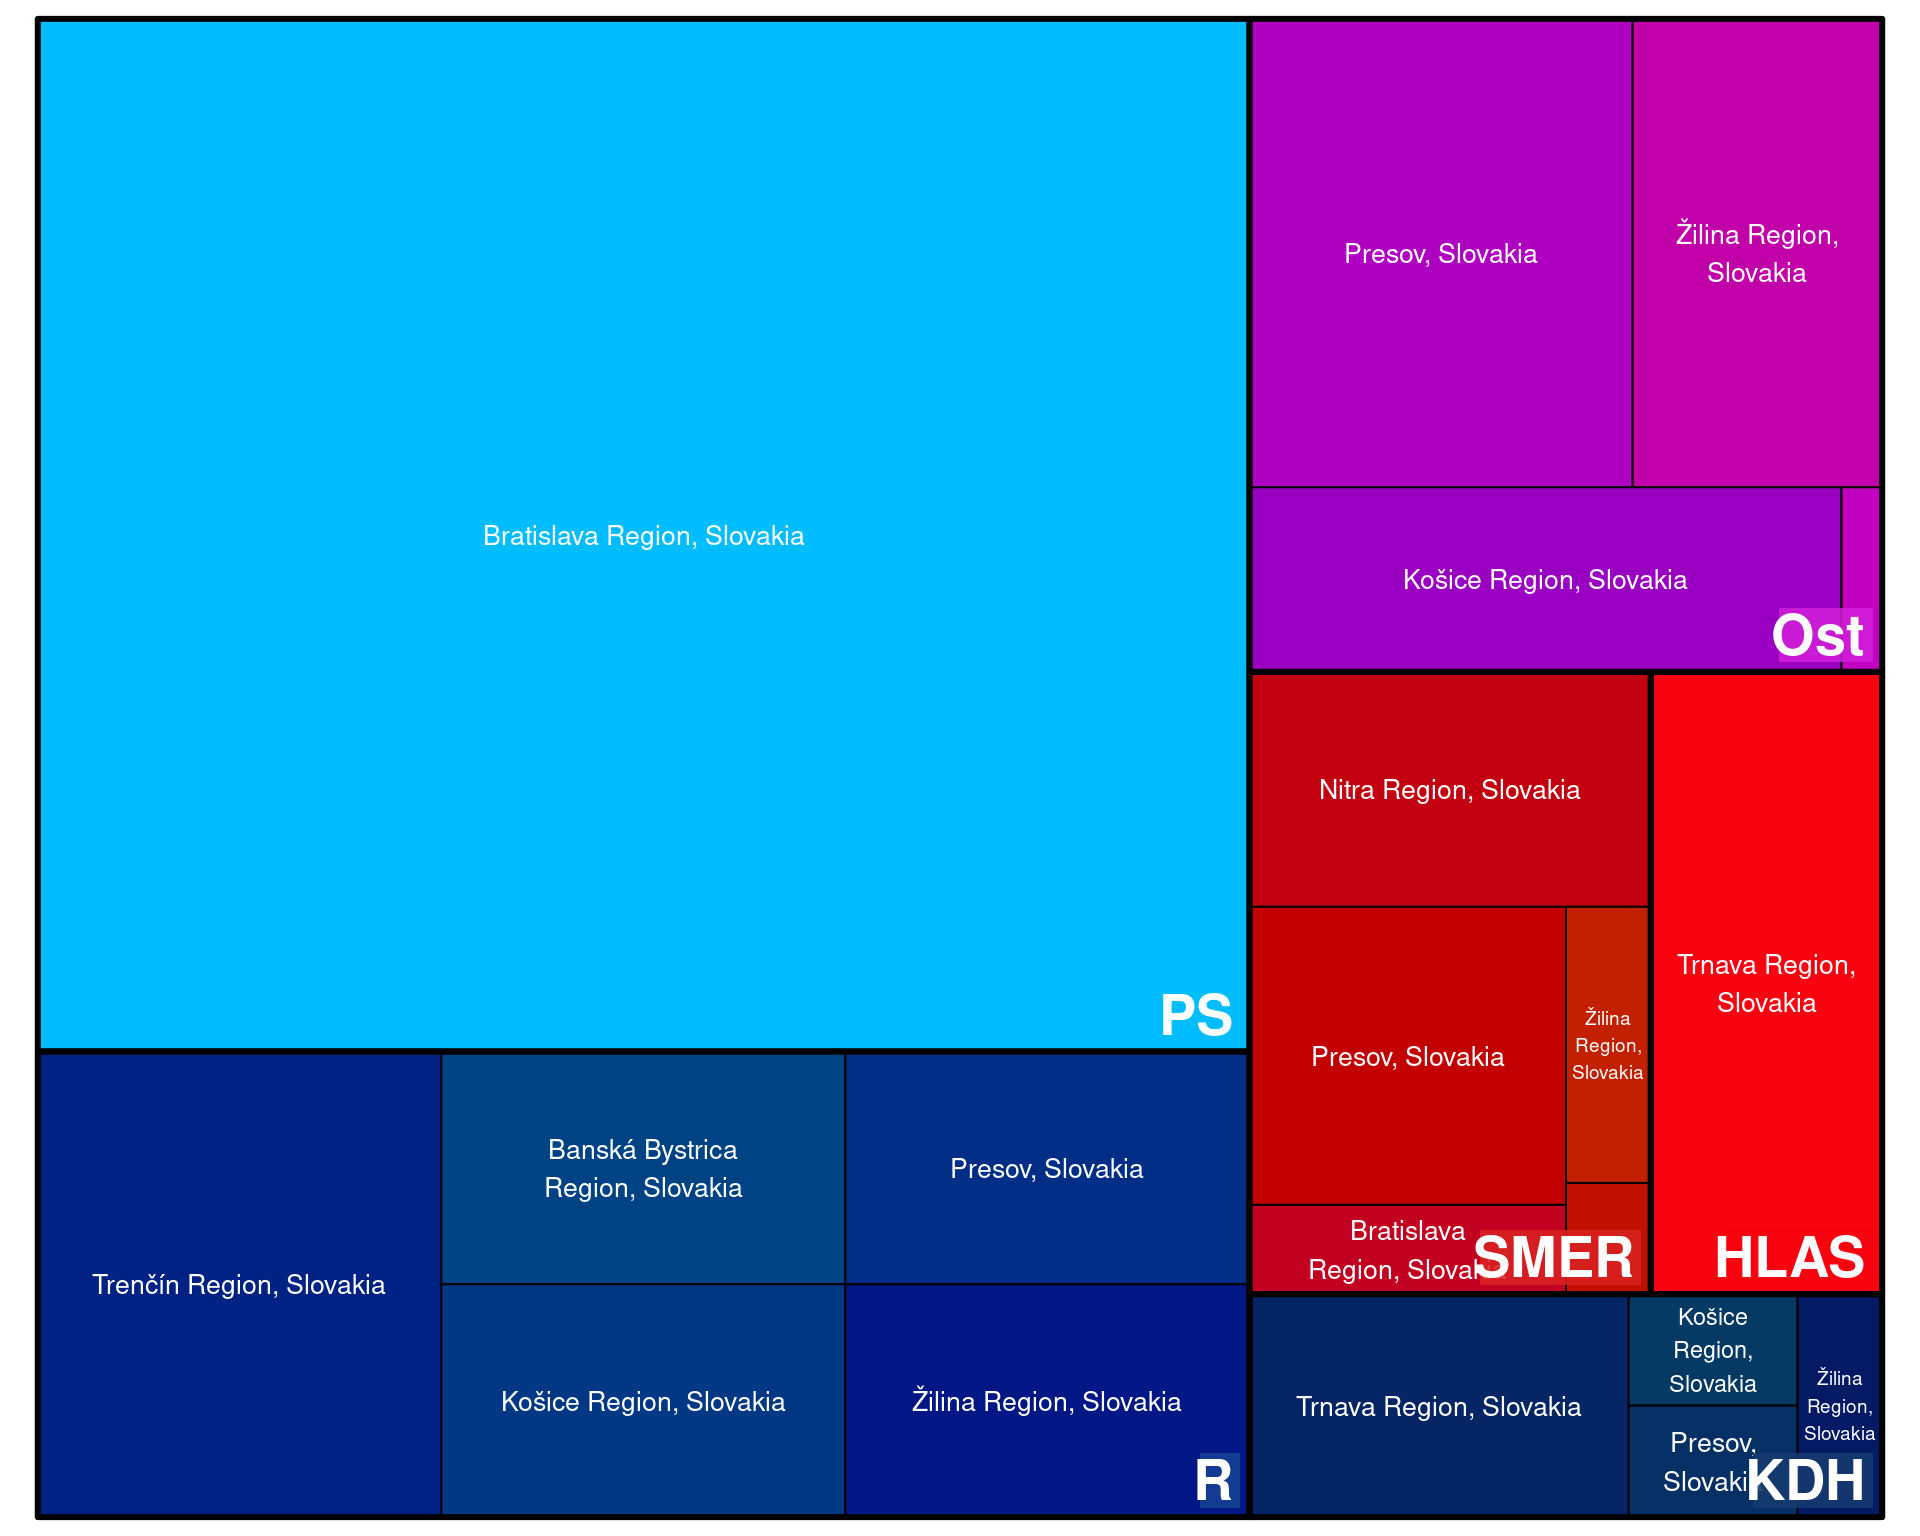 Bratislava Region, Slovakia
PS
Presov, Slovakia
Žilina Region,
Slovakia
Košice Region, Slovakia
Ost
Nitra Region, Slovakia
Presov, Slovakia
Žilina
Region,
Slovakia
Bratislava
Region, Slovakia
SMER
Trnava Region,
Slovakia
HLAS
Trenčín Region, Slovakia
Banská Bystrica
Region, Slovakia
Presov, Slovakia
Košice Region, Slovakia
Žilina Region, Slovakia
R
Trnava Region, Slovakia
Košice
Region,
Slovakia
Presov,
Slovakia
Žilina
Region,
Slovakia
KDH